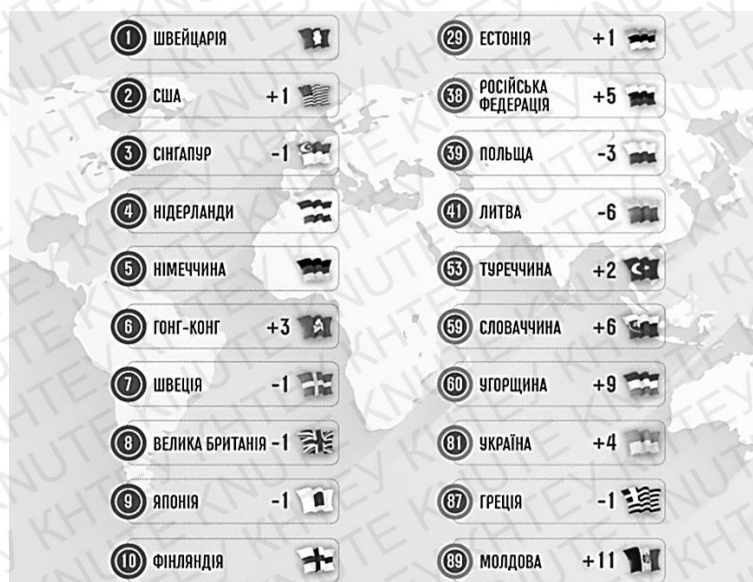 1 ШВЕЙЦАРІЯ
2 США +1
3 СІНГАПУР -1
4 НІДЕРЛАНДИ
5 НІМЕЧЧИНА
6 ГОНГ-КОНГ +3
7 ШВЕЦІЯ -1
8 ВЕЛИКА БРИТАНІЯ -1
9 ЯПОНІЯ -1
10 ФІНЛЯНДІЯ
29 ЕСТОНІЯ +1
38 РОСІЙСЬКА
ФЕДЕРАЦІЯ +5
39 ПОЛЬЩА -3
41 ЛИТВА -6
53 ТУРЕЧЧИНА +2
59 СЛОВАЧЧИНА +6
60 УГОРЩИНА +9
81 УКРАЇНА +4
87 ГРЕЦІЯ -1
89 МОЛДОВА +11
KHTEY KNUTE